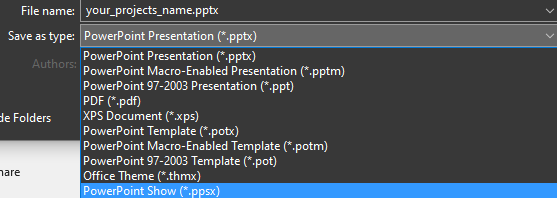 File name: your_projects_name.pptx
Save as type: PowerPoint Presentation (*.pptx)
Authors:
PowerPoint Presentation (*.pptx)
PowerPoint Macro-Enabled Presentation (*.pptm)
PowerPoint 97-2003 Presentation (*.ppt)
PDF (*.pdf)
XPS Document (*.xps)
de Folders
PowerPoint Template (*.potx)
PowerPoint Macro-Enabled Template (*.potm)
PowerPoint 97-2003 Template (*.pot)
hare
Office Theme (*.thmx)
PowerPoint Show (*.ppsx)